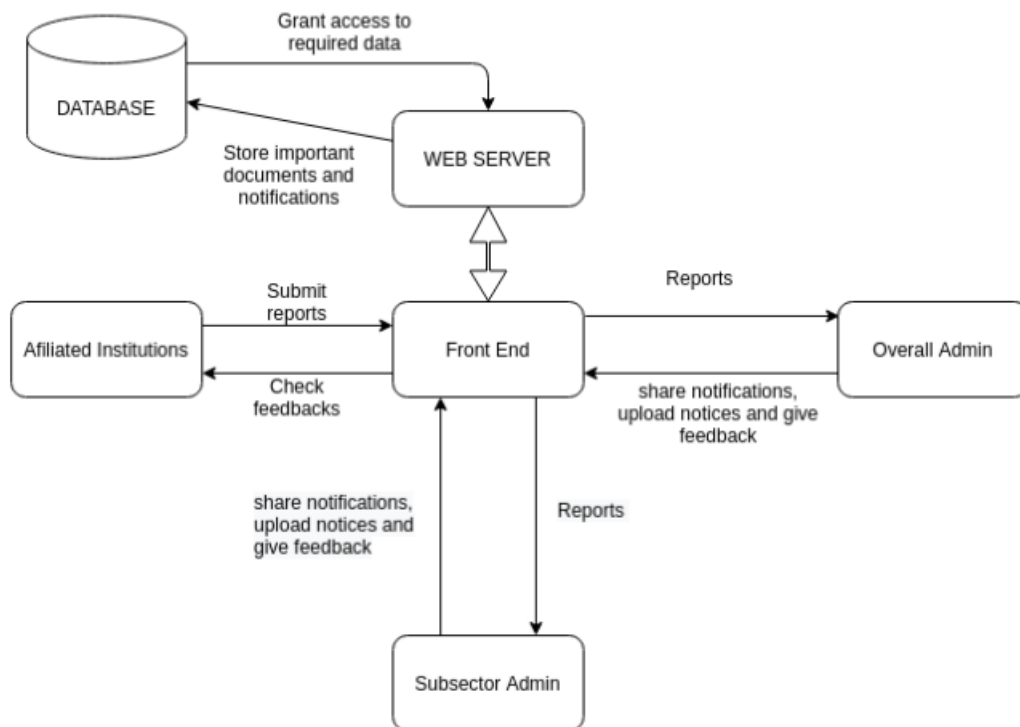 Grant access to
required data
DATABASE
WEB SERVER
Store important
documents and
notifications
Submit
reports
Reports
Afiliated Institutions
Front End
Overall Admin
Check
feedbacks
share notifications,
upload notices and give
feedback
share notifications,
upload notices and
give feedback
Reports
Subsector Admin